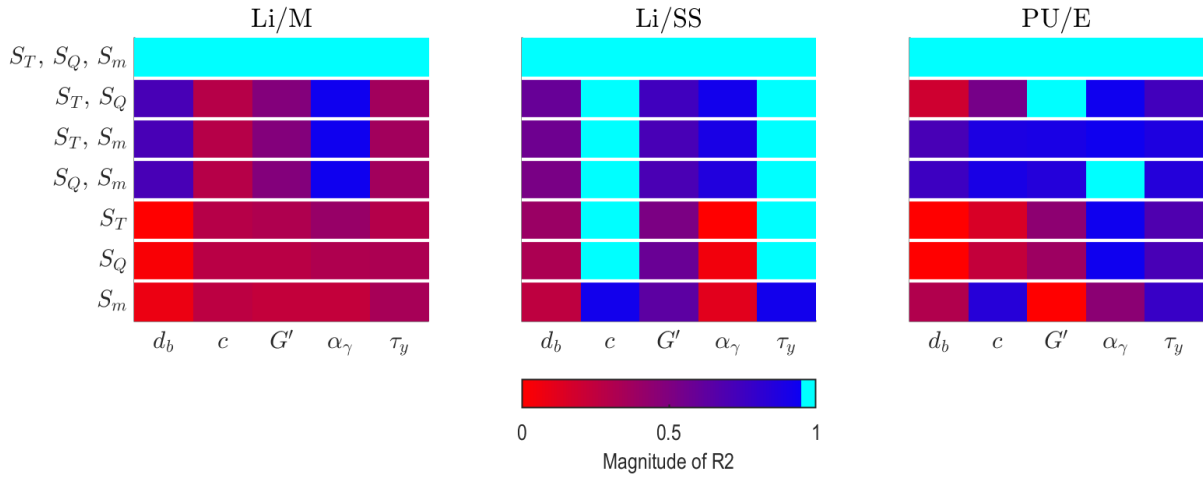 Li/M Li/SS PU/E
S_T, S_Q, S_m
S_T, S_Q
S_T, S_m
S_Q, S_m
S_T
S_Q
S_m
d_b c G′ α_γ τ_y d_b c G′ α_γ τ_y d_b c G′ α_γ τ_y
0 0.5 1
Magnitude of R2